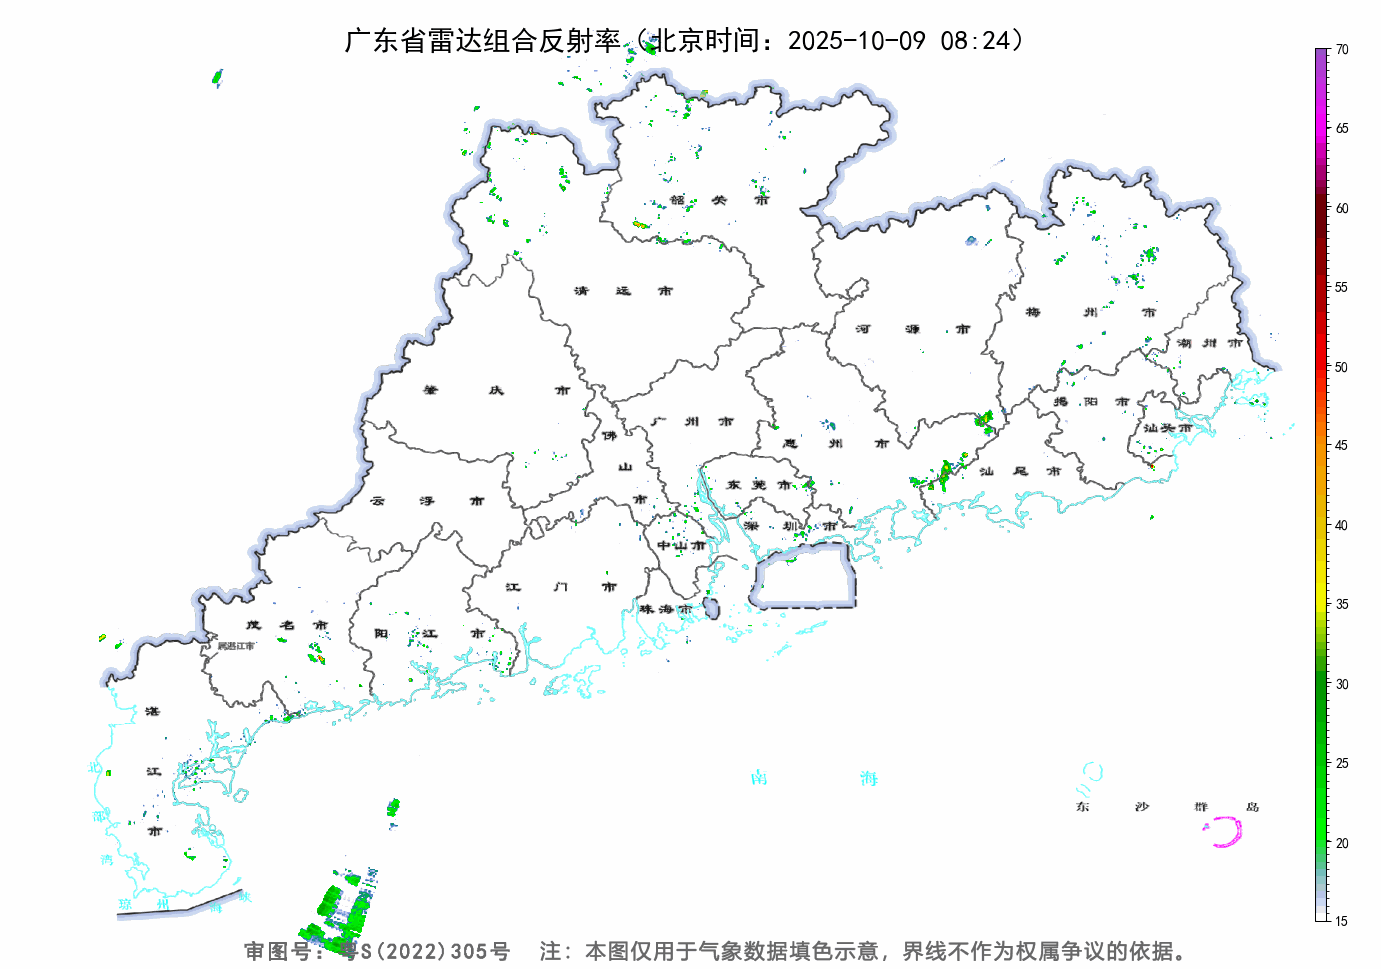 广东省雷达组合反射率（北京时间：2025-10-09 08:24）
70
65
60
55
50
45
40
35
30
25
20
15
韶关市
清远市
河源市
梅州市
潮州市
肇庆市
揭阳市
广州市
佛山市
惠州市
汕头市
汕尾市
东莞市
云浮市
深圳市
中山市
江门市
珠海市
茂名市
阳江市
属湛江市
湛江市
北部湾
南海
东沙群岛
琼州海峡
审图号：粤S(2022)305号 注：本图仅用于气象数据填色示意，界线不作为权属争议的依据。